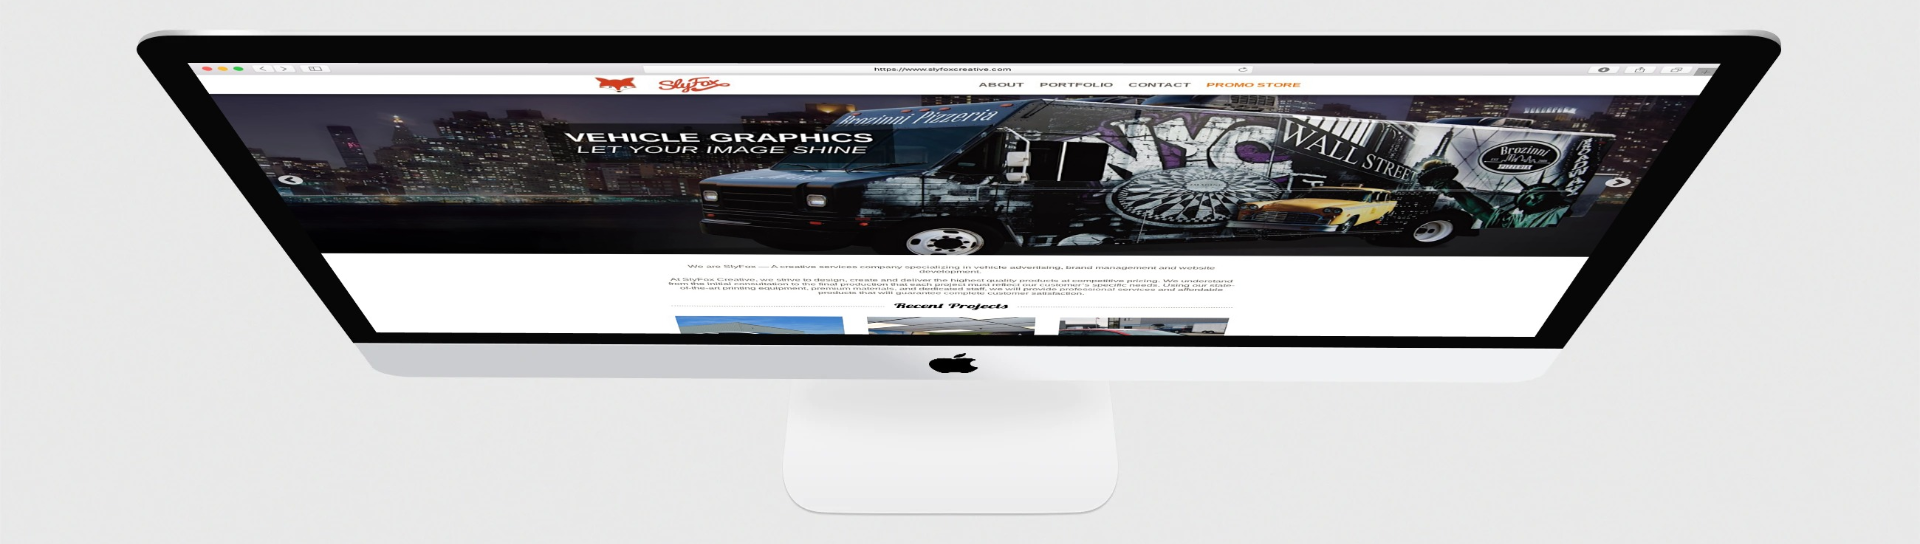 https://www.slyfoxcreative.com
SlyFox
ABOUT PORTFOLIO CONTACT PROMO STORE
Brozinni Pizzeria
VEHICLE GRAPHICS
LET YOUR IMAGE SHINE
NYC
WALL STREET
Brozinni
PIZZERIA
BROADWAY
We are SlyFox — A creative services company specializing in vehicle advertising, brand management and website
development.
At SlyFox Creative, we strive to design, create and deliver the highest quality products at competitive pricing. We understand
from the initial consultation to the final production that each project must reflect our customer's specific needs. Using our state-
of-the-art printing equipment, premium materials, and dedicated staff, we will provide professional services and affordable
products that will guarantee complete customer satisfaction.
Recent Projects